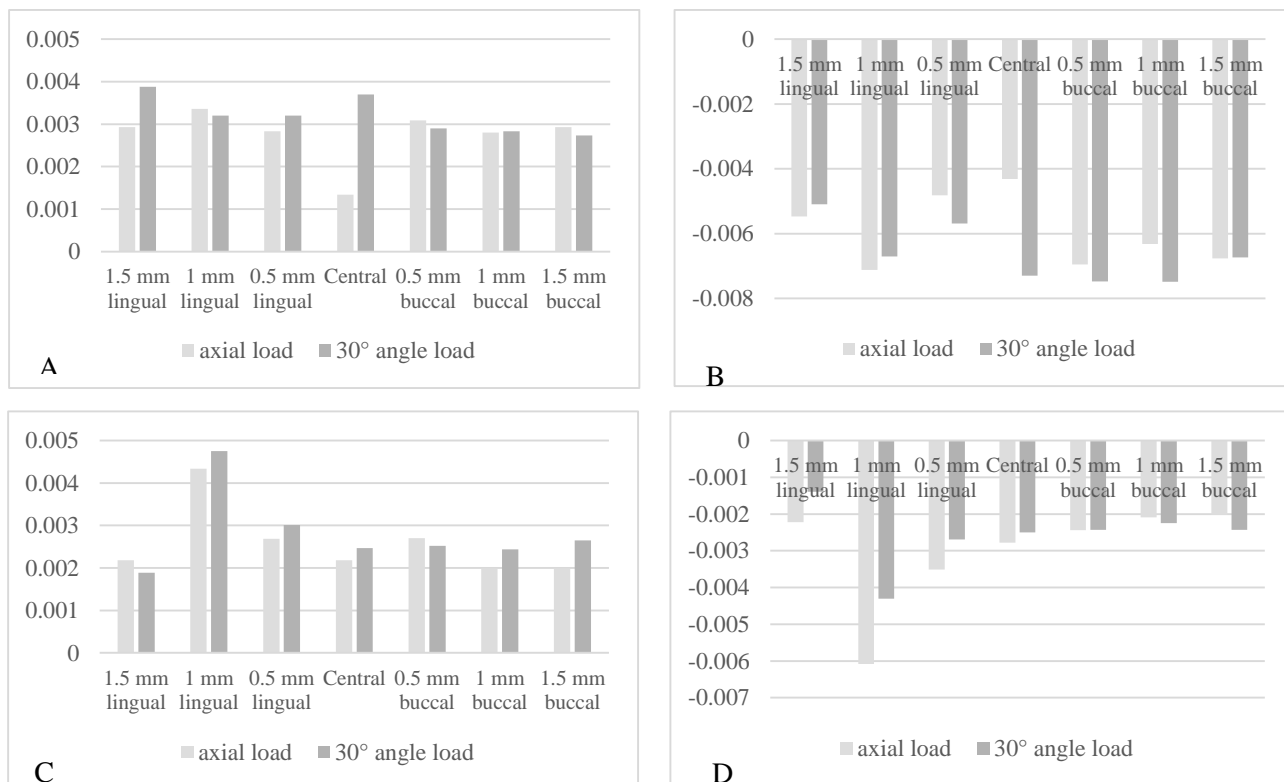 0.005
0.004
0.003
0.002
0.001
0
1.5 mm lingual
1 mm lingual
0.5 mm lingual
Central
0.5 mm buccal
1 mm buccal
1.5 mm buccal
axial load
30° angle load
A
0
-0.002
-0.004
-0.006
-0.008
1.5 mm lingual
1 mm lingual
0.5 mm lingual
Central
0.5 mm buccal
1 mm buccal
1.5 mm buccal
axial load
30° angle load
B
0.005
0.004
0.003
0.002
0.001
0
1.5 mm lingual
1 mm lingual
0.5 mm lingual
Central
0.5 mm buccal
1 mm buccal
1.5 mm buccal
axial load
30° angle load
C
0
-0.001
-0.002
-0.003
-0.004
-0.005
-0.006
-0.007
1.5 mm lingual
1 mm lingual
0.5 mm lingual
Central
0.5 mm buccal
1 mm buccal
1.5 mm buccal
axial load
30° angle load
D